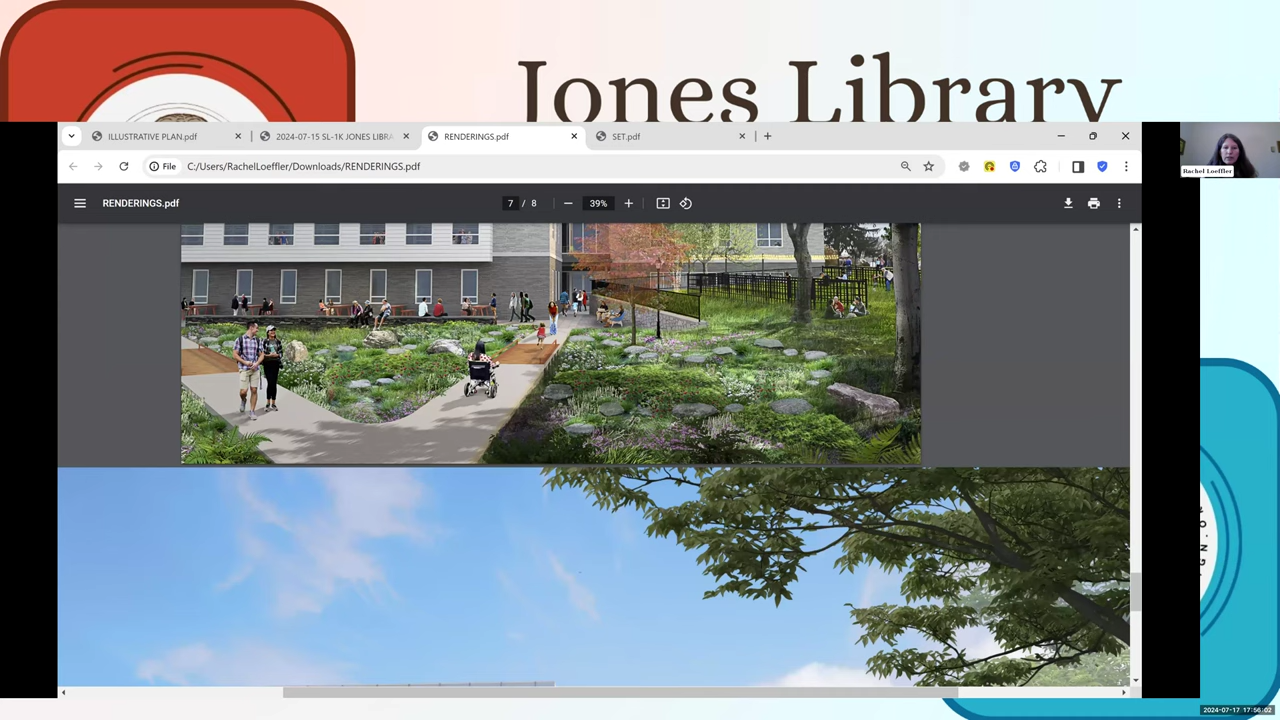 Jones Library
ILLUSTRATIVE PLAN.pdf
2024-07-15 SL-1K JONES LIBRA
RENDERINGS.pdf
SET.pdf
File
C:/Users/RachelLoeffler/Downloads/RENDERINGS.pdf
Rachel Loeffler
RENDERINGS.pdf
7 / 8
39%
GN.O
2024-07-17 17:56:02